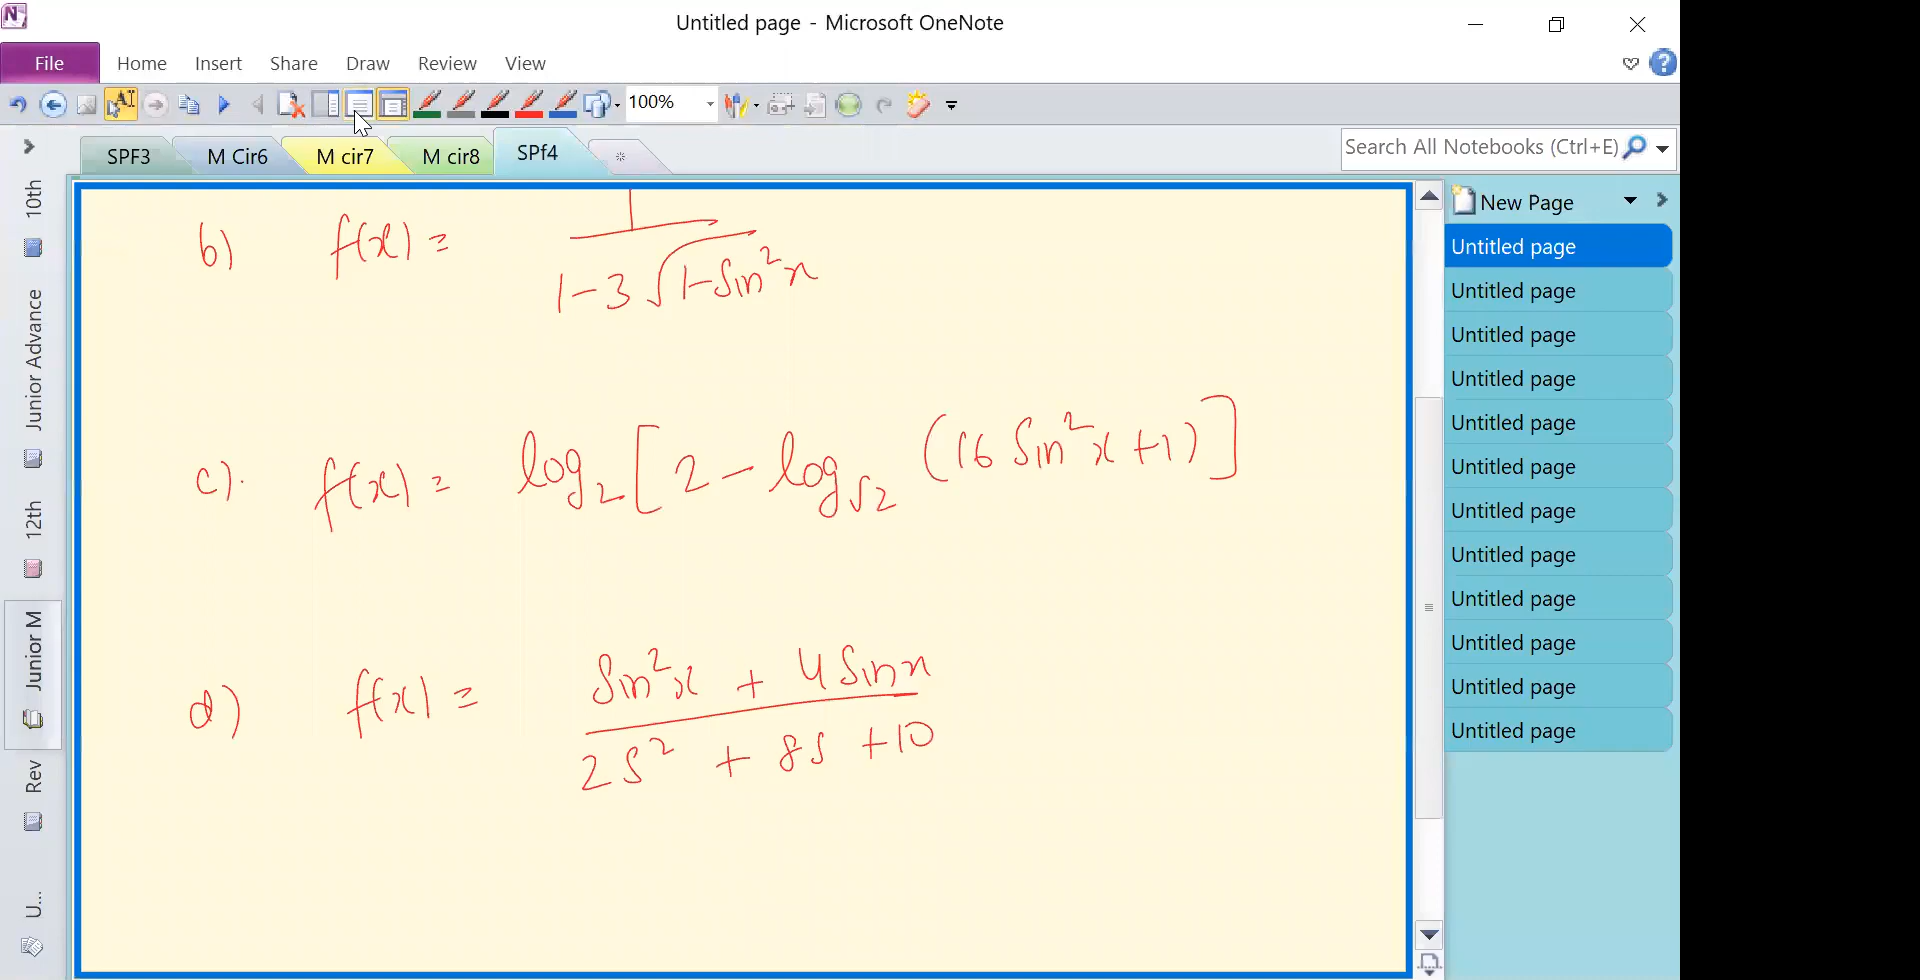 Untitled page - Microsoft OneNote
File Home Insert Share Draw Review View
100%
SPF3 M Cir6 M cir7 M cir8 SPf4
Search All Notebooks (Ctrl+E)
10th
Junior Advance
12th
Junior M
Rev
U...
b) f(x) = 1
1-3√1-Sin²x
c). f(x) = log₂[2 - log√2 (16 Sin²x +1)]
d) f(x) = Sin²x + 4Sinx
2S² + 8S +10
New Page
Untitled page
Untitled page
Untitled page
Untitled page
Untitled page
Untitled page
Untitled page
Untitled page
Untitled page
Untitled page
Untitled page
Untitled page